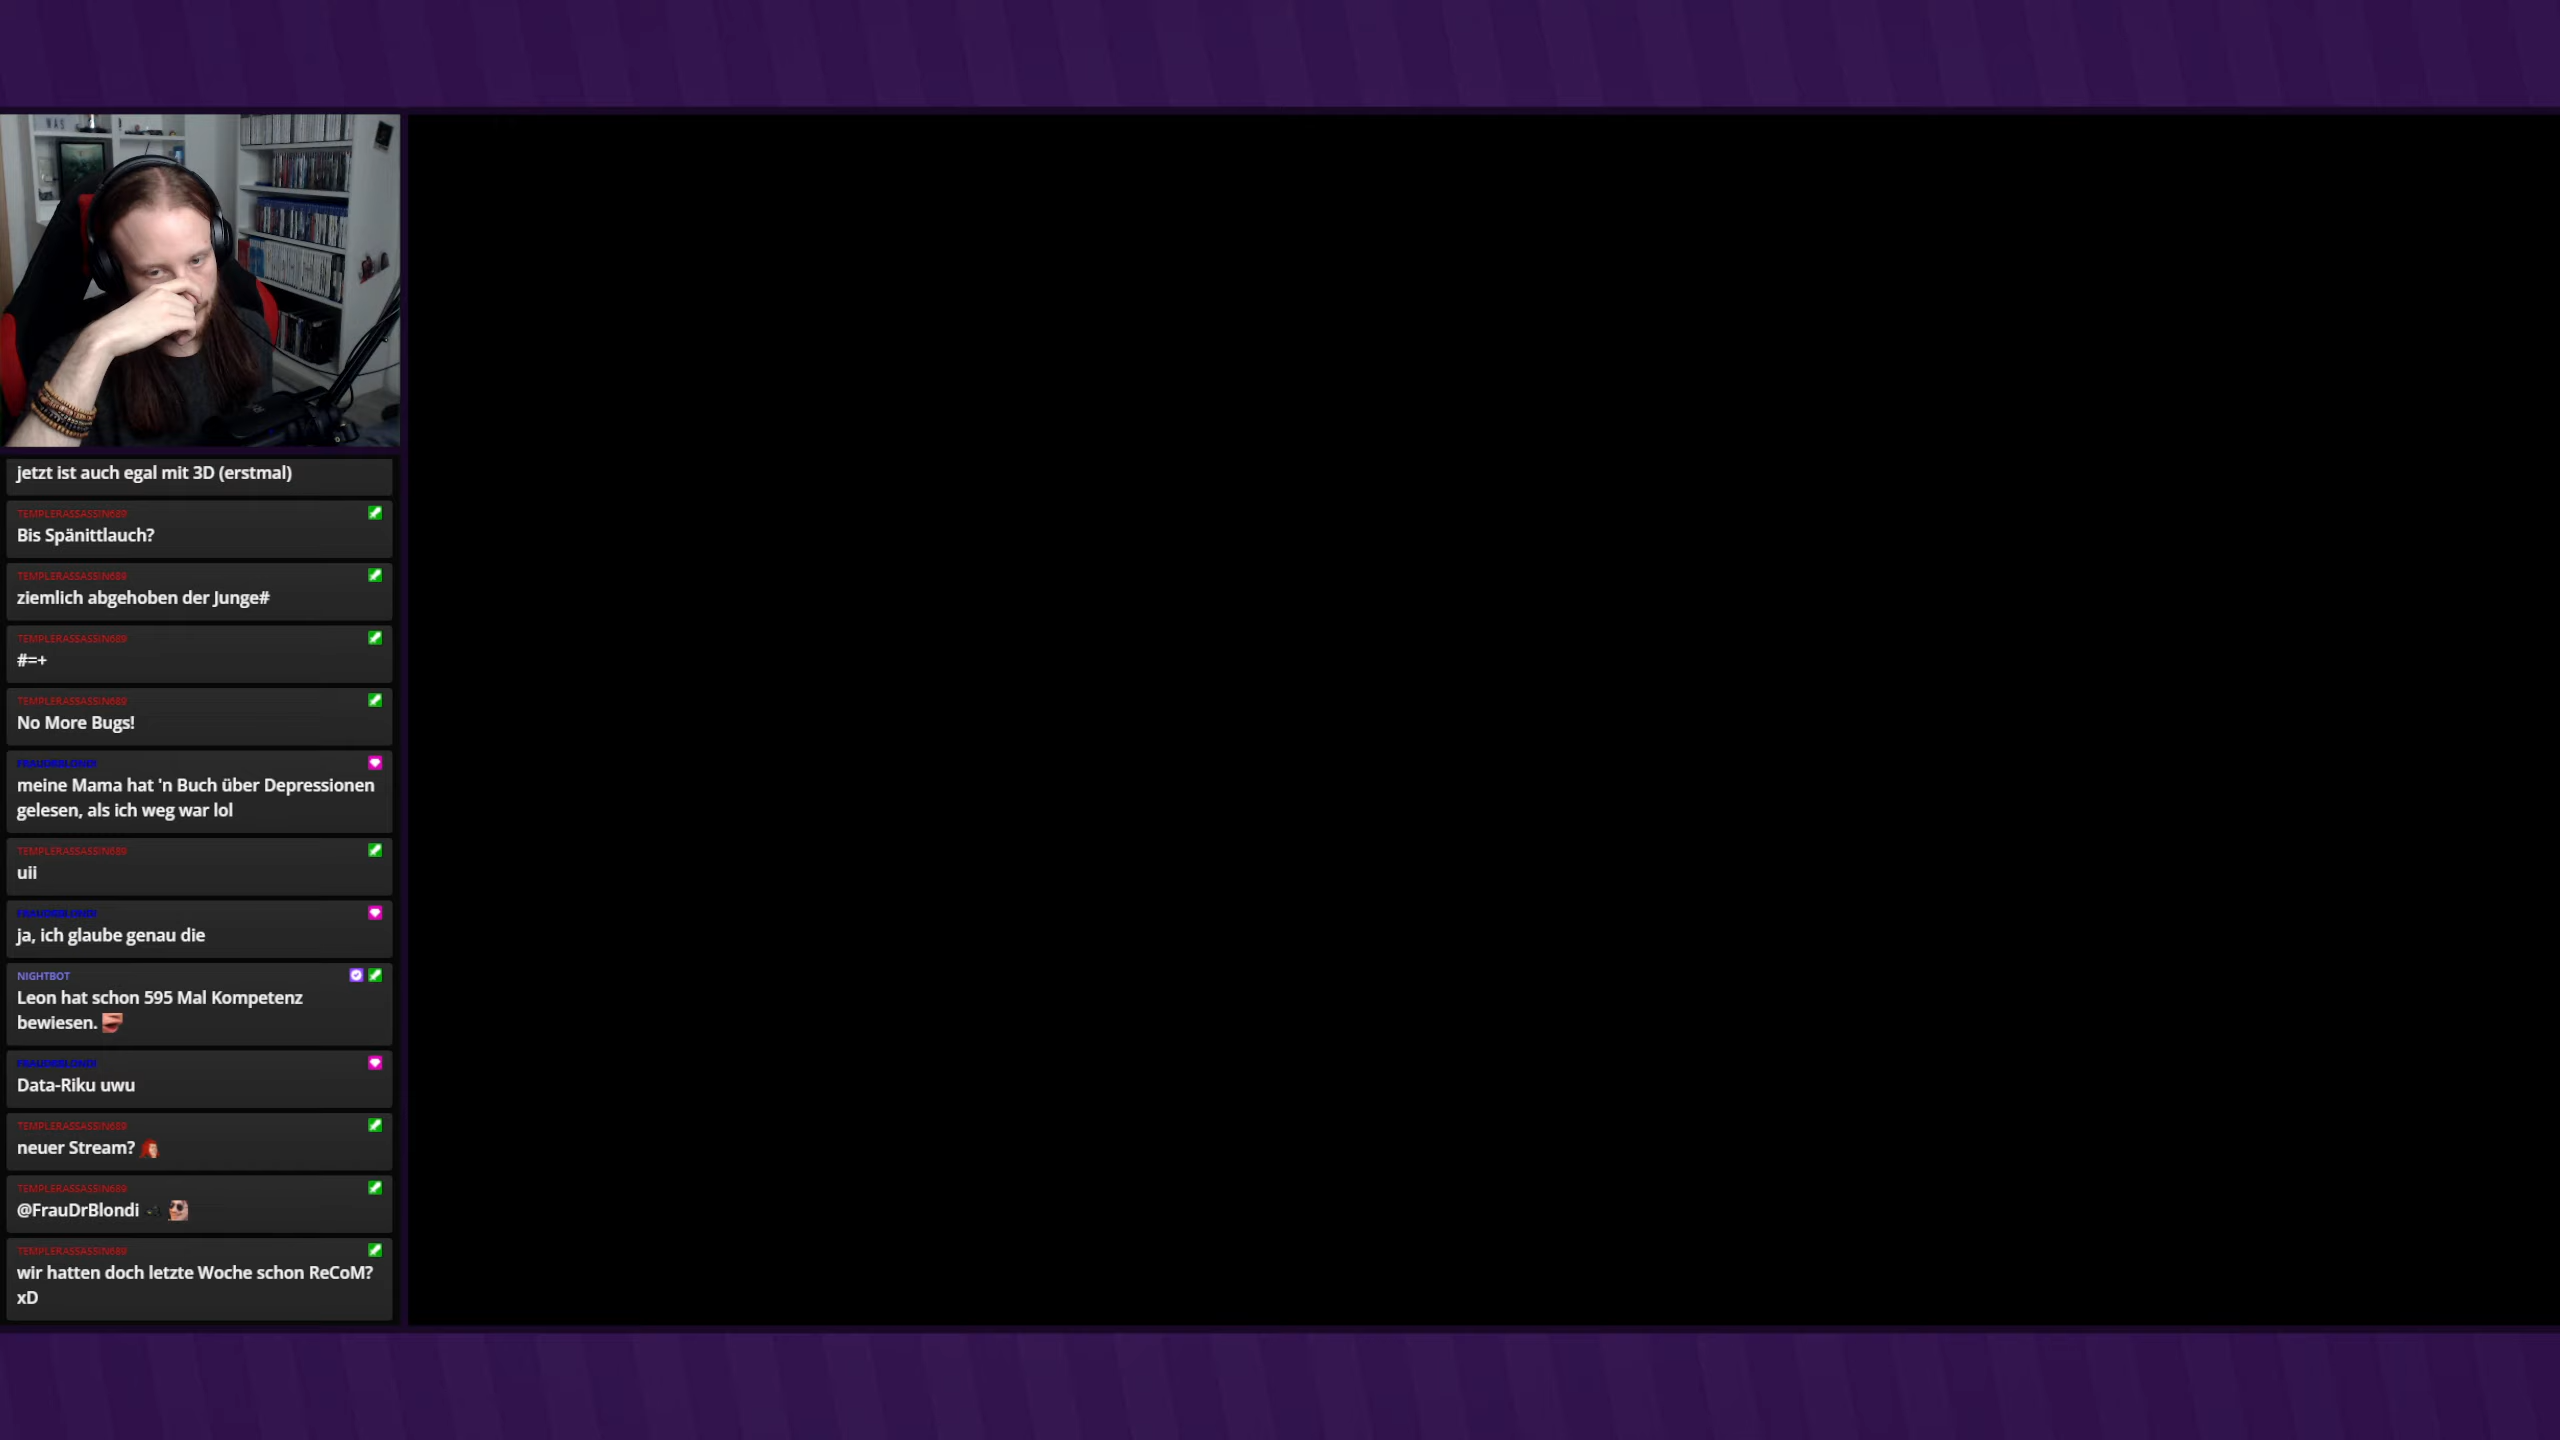 jetzt ist auch egal mit 3D (erstmal)
TEMPLERASSASSIN689
Bis Spänittlauch?
TEMPLERASSASSIN689
ziemlich abgehoben der Junge#
TEMPLERASSASSIN689
#=+
TEMPLERASSASSIN689
No More Bugs!
FRAUDRBLONDI
meine Mama hat 'n Buch über Depressionen
gelesen, als ich weg war lol
TEMPLERASSASSIN689
uii
FRAUDRBLONDI
ja, ich glaube genau die
NIGHTBOT
Leon hat schon 595 Mal Kompetenz
bewiesen.
FRAUDRBLONDI
Data-Riku uwu
TEMPLERASSASSIN689
neuer Stream?
TEMPLERASSASSIN689
@FrauDrBlondi
TEMPLERASSASSIN689
wir hatten doch letzte Woche schon ReCoM?
xD